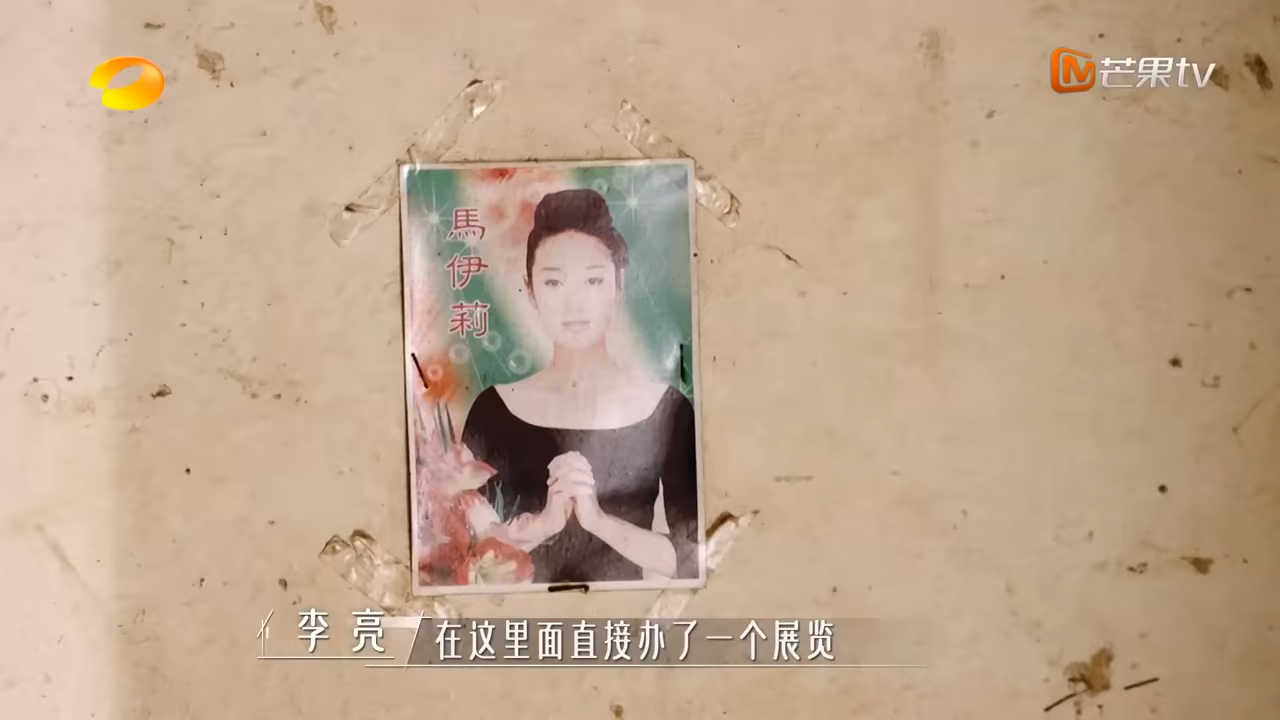 芒果tv
馬伊莉
李亮
在这里面直接办了一个展览